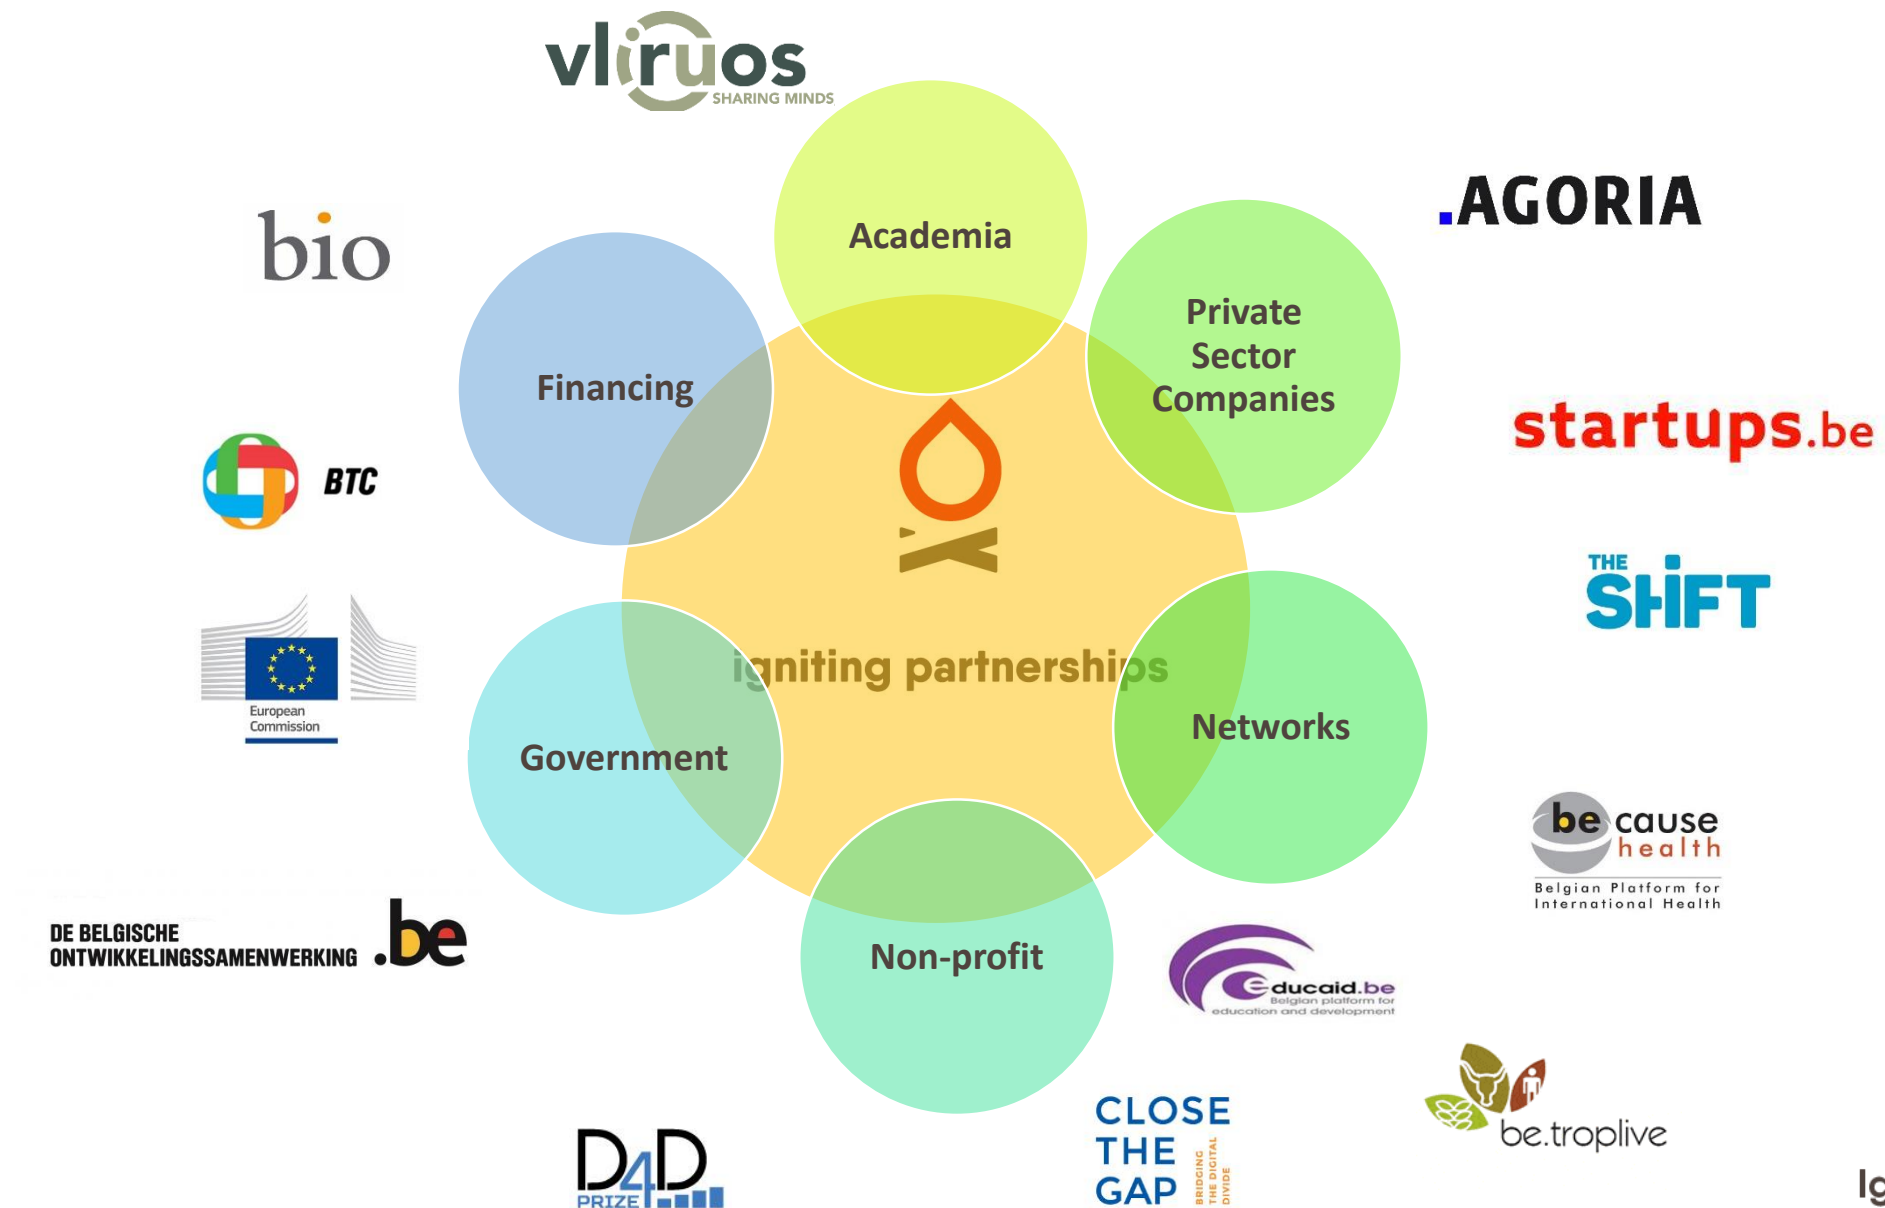 vliruos
SHARING MINDS
.AGORIA
bio
Academia
Private
Sector
Companies
Financing
startups.be
BTC
THE
SHIFT
igniting partnerships
European
Commission
Government
Networks
be cause
health
Belgian Platform for
International Health
DE BELGISCHE
ONTWIKKELINGSSAMENWERKING .be
Non-profit
educaid.be
Belgian platform for
education and development
CLOSE
THE
GAP
BRIDGING
THE DIGITAL
DIVIDE
be.troplive
D4D
PRIZE
Ig